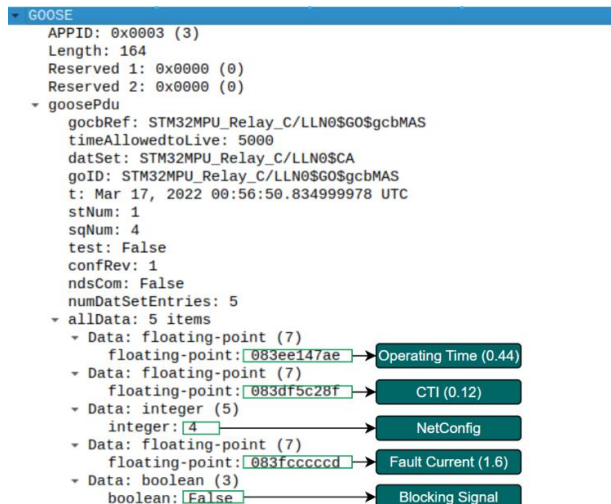 GOOSE
APPID: 0x0003 (3)
Length: 164
Reserved 1: 0x0000 (0)
Reserved 2: 0x0000 (0)
goosePdu
gocbRef: STM32MPU_Relay_C/LLN0$GO$gcbMAS
timeAllowedtoLive: 5000
datSet: STM32MPU_Relay_C/LLN0$CA
goID: STM32MPU_Relay_C/LLN0$GO$gcbMAS
t: Mar 17, 2022 00:56:50.834999978 UTC
stNum: 1
sqNum: 4
test: False
confRev: 1
ndsCom: False
numDatSetEntries: 5
allData: 5 items
Data: floating-point (7)
floating-point: 083ee147ae Operating Time (0.44)
Data: floating-point (7)
floating-point: 083df5c28f CTI (0.12)
Data: integer (5)
integer: 4 NetConfig
Data: floating-point (7)
floating-point: 083fcccccd Fault Current (1.6)
Data: boolean (3)
boolean: False Blocking Signal